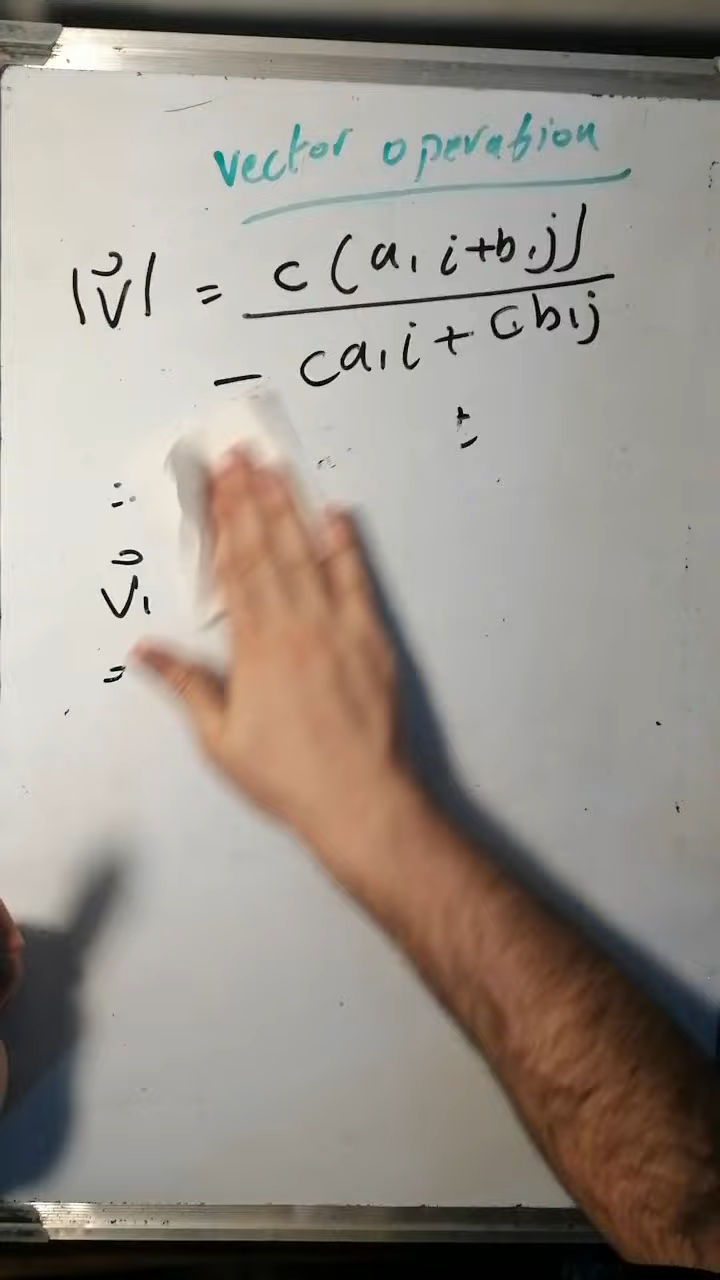 vector operation
|v⃗| = c(a₁i+b₁j)
- ca₁i + cb₁j
v⃗₁
=